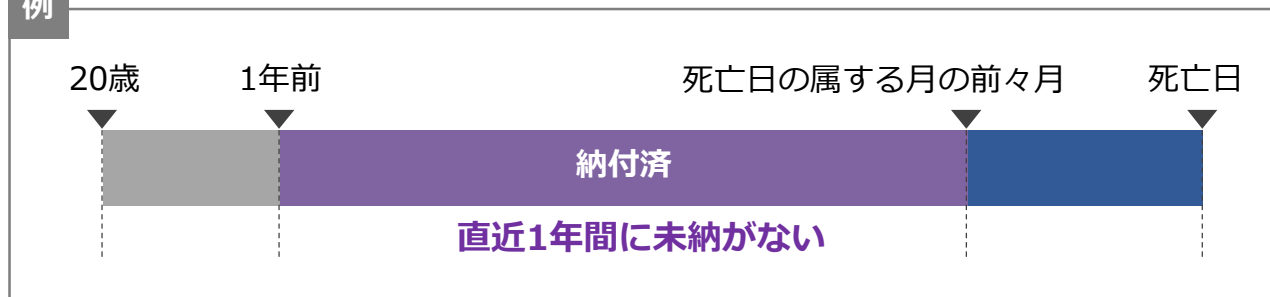 例
20歳
1年前
死亡日の属する月の前々月
死亡日
納付済
直近1年間に未納がない